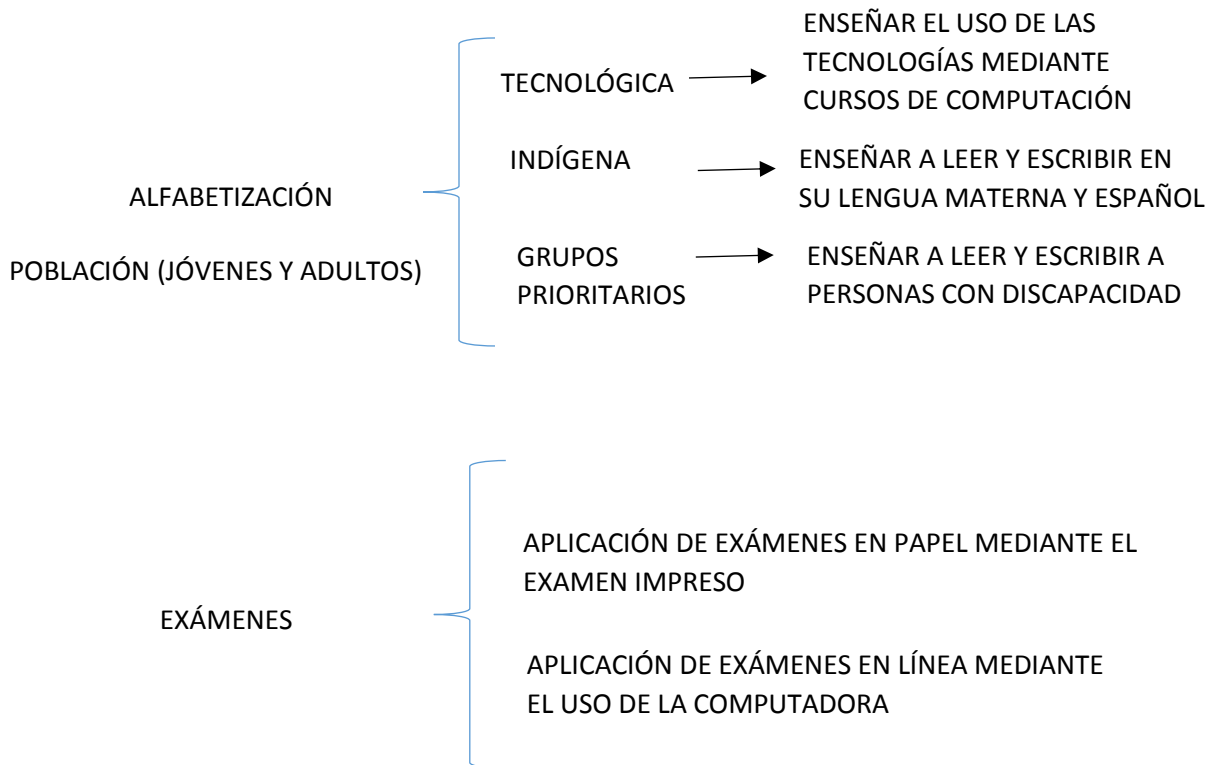 ALFABETIZACIÓN
POBLACIÓN (JÓVENES Y ADULTOS)
TECNOLÓGICA
ENSEÑAR EL USO DE LAS
TECNOLOGÍAS MEDIANTE
CURSOS DE COMPUTACIÓN
INDÍGENA
ENSEÑAR A LEER Y ESCRIBIR EN
SU LENGUA MATERNA Y ESPAÑOL
GRUPOS
PRIORITARIOS
ENSEÑAR A LEER Y ESCRIBIR A
PERSONAS CON DISCAPACIDAD
EXÁMENES
APLICACIÓN DE EXÁMENES EN PAPEL MEDIANTE EL
EXAMEN IMPRESO
APLICACIÓN DE EXÁMENES EN LÍNEA MEDIANTE
EL USO DE LA COMPUTADORA